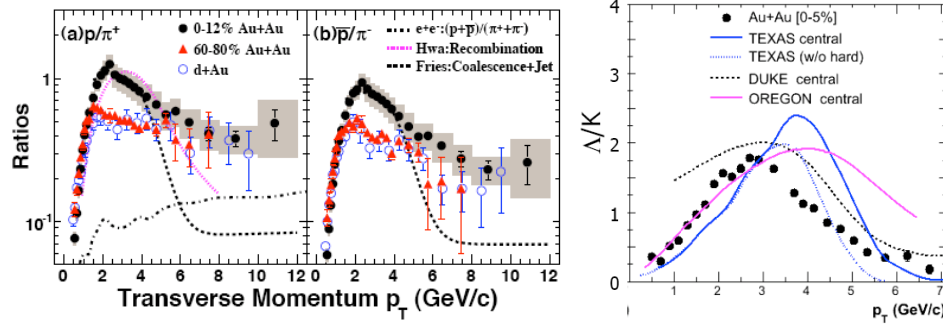 (a)p/π⁺
0-12% Au+Au
60-80% Au+Au
d+Au
(b)p̅/π⁻
e+e-:(p+p̅)/(π⁺+π⁻)
Hwa:Recombination
Fries:Coalescence+Jet
Ratios
1
10⁻¹
0 2 4 6 8 10 12
0 2 4 6 8 10 12
Transverse Momentum p_T (GeV/c)
Au+Au [0-5%]
TEXAS central
TEXAS (w/o hard)
DUKE central
OREGON central
Λ/K
4
3
2
1
0
1 2 3 4 5 6 7
p_T (GeV/c)
)